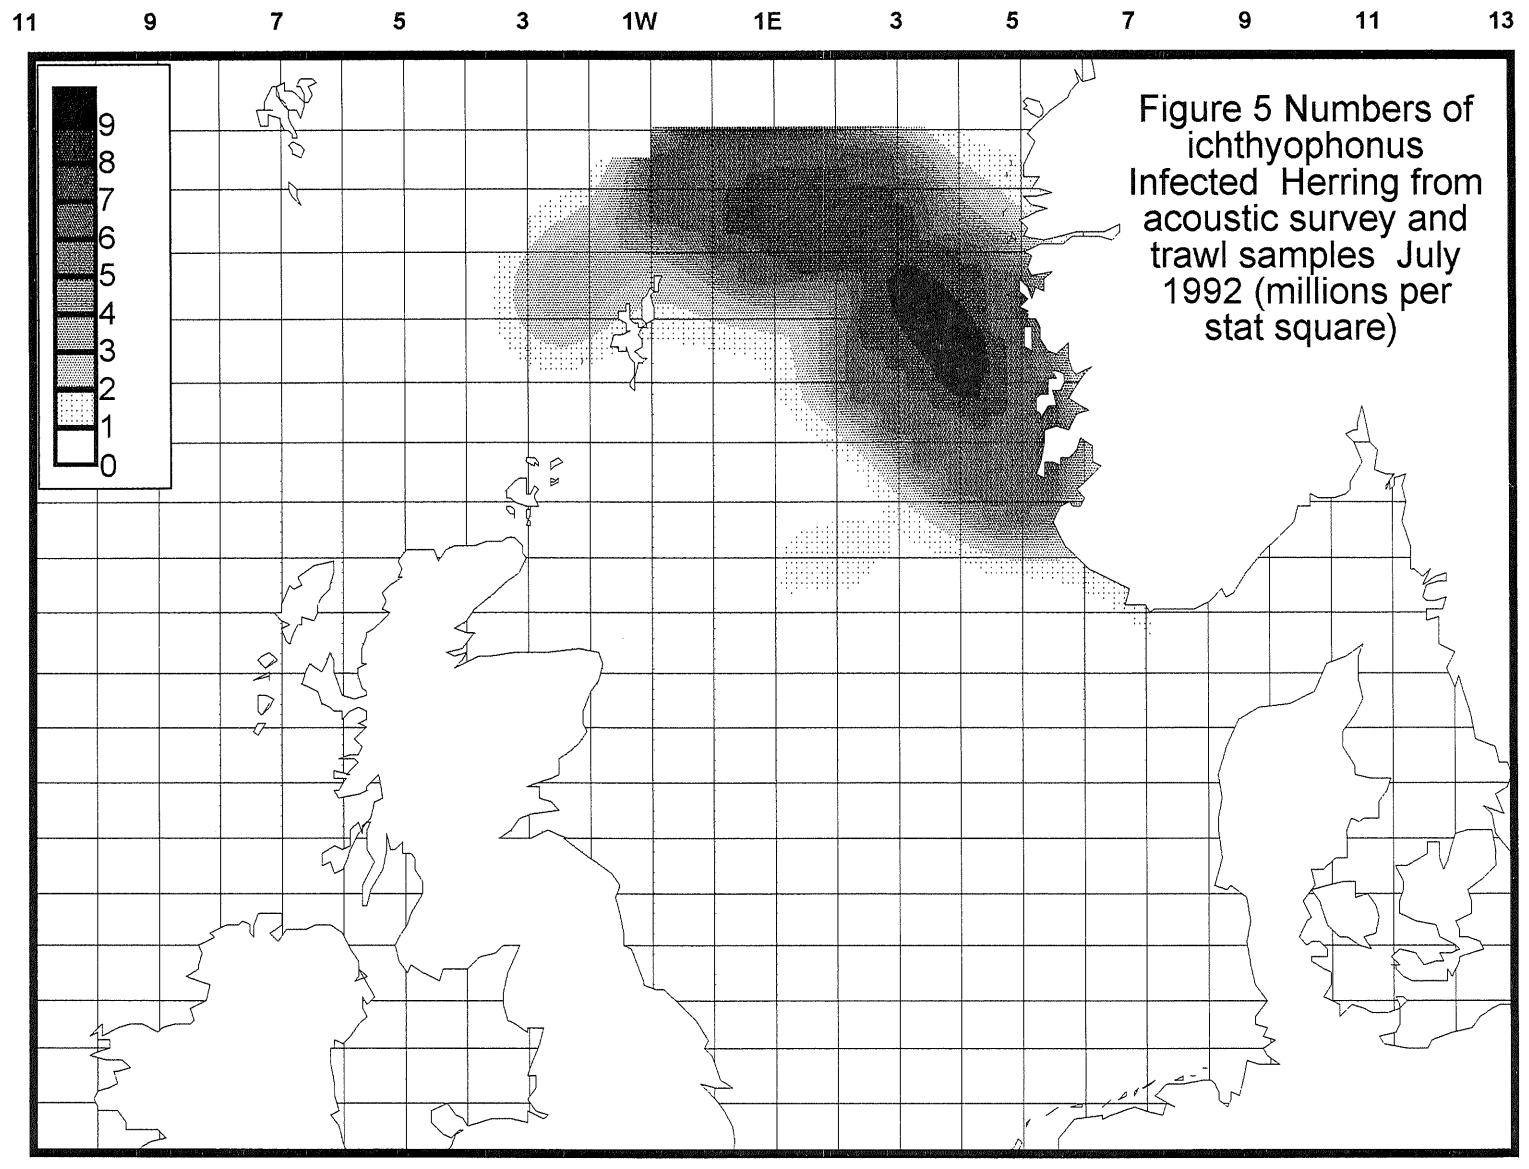 11 9 7 5 3 1W 1E 3 5 7 9 11 13
Figure 5 Numbers of
ichthyophonus
Infected Herring from
acoustic survey and
trawl samples July
1992 (millions per
stat square)
9
8
7
6
5
4
3
2
1
0